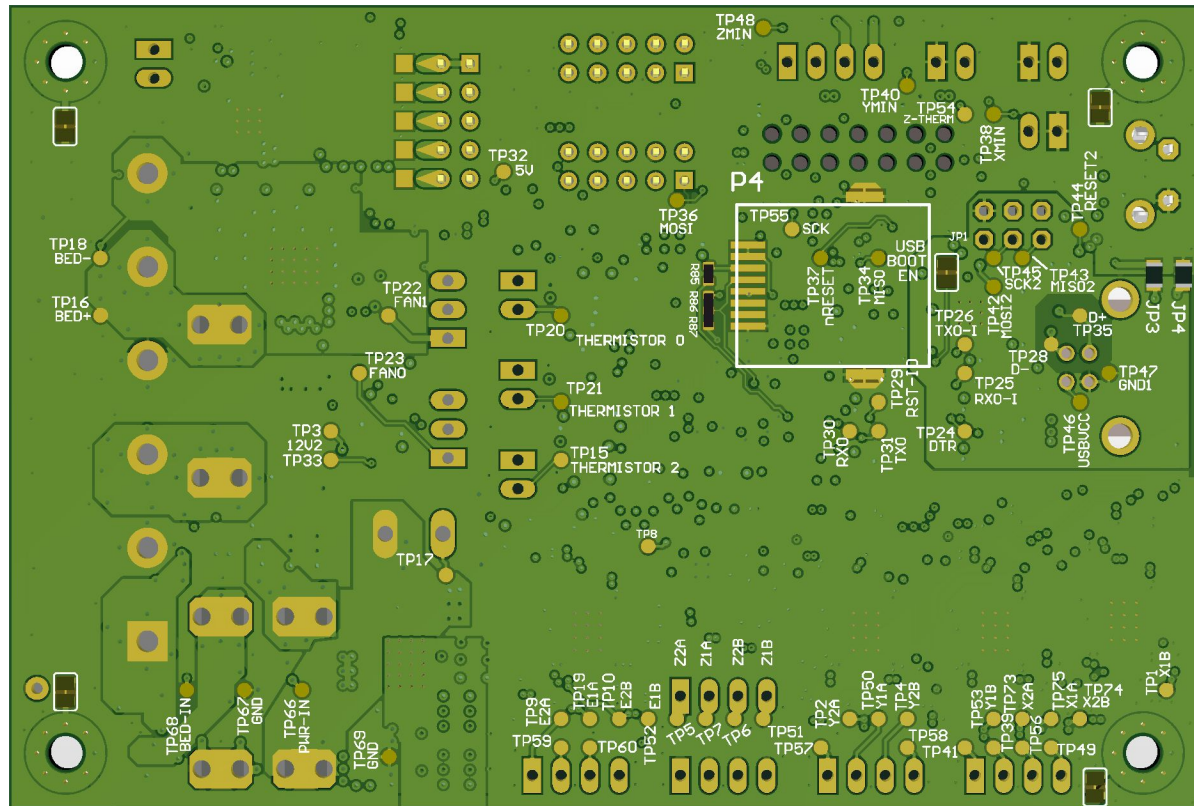 TP48
ZMIN
TP40
YMIN
TP54
Z-THERM
TP38
XMIN
TP32
5V
P4
TP36
MOSI
TP55
SCK
TP44
RESET2
JP1
TP18
BED-
USB
BOOT
EN
TP37
nRESET
TP34
MISO
TP45
SCK2
TP43
MISO2
R85
R86
R87
TP22
FAN1
TP16
BED+
TP42
MOSI2
JP3
JP4
TP20
THERMISTOR 0
TP26
TXO-I
D+
TP35
TP28
D-
TP23
FAN0
TP25
RXO-I
TP47
GND1
TP21
THERMISTOR 1
TP29
RST-IO
TP3
12V2
TP33
TP30
RXO
TP31
TXO
TP24
DTR
TP46
USBVCC
TP15
THERMISTOR 2
TP8
TP17
Z2A
Z1A
Z2B
Z1B
TP68
BED-IN
TP67
GND
TP66
PWR-IN
TP69
GND
TP9
E2A
TP19
E1A
TP10
E2B
E1B
TP52
TP59
TP60
TP5
TP7
TP6
TP51
TP57
TP2
Y2A
TP50
Y1A
TP4
Y2B
TP58
TP41
TP53
Y1B
TP39
TP73
X2A
TP56
TP75
X1A
TP74
X2B
TP49
TP1
X1B